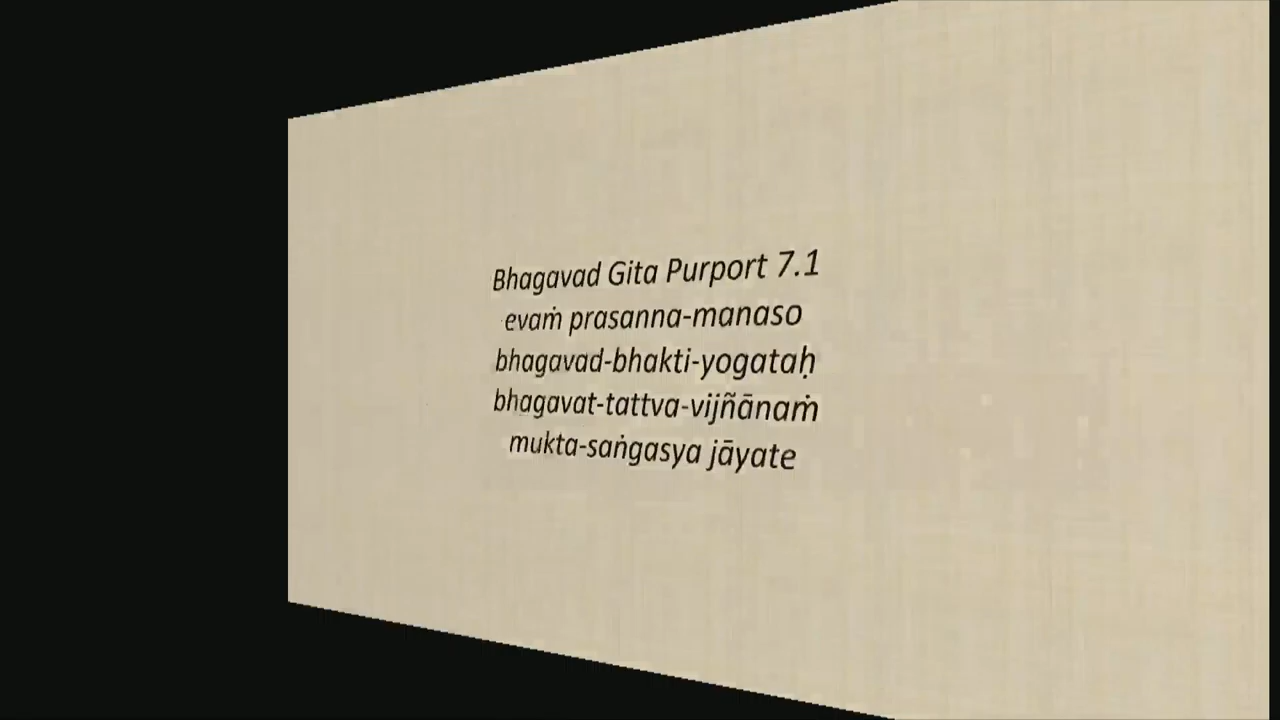 Bhagavad Gita Purport 7.1
evaṁ prasanna-manaso
bhagavad-bhakti-yogataḥ
bhagavat-tattva-vijñānaṁ
mukta-saṅgasya jāyate